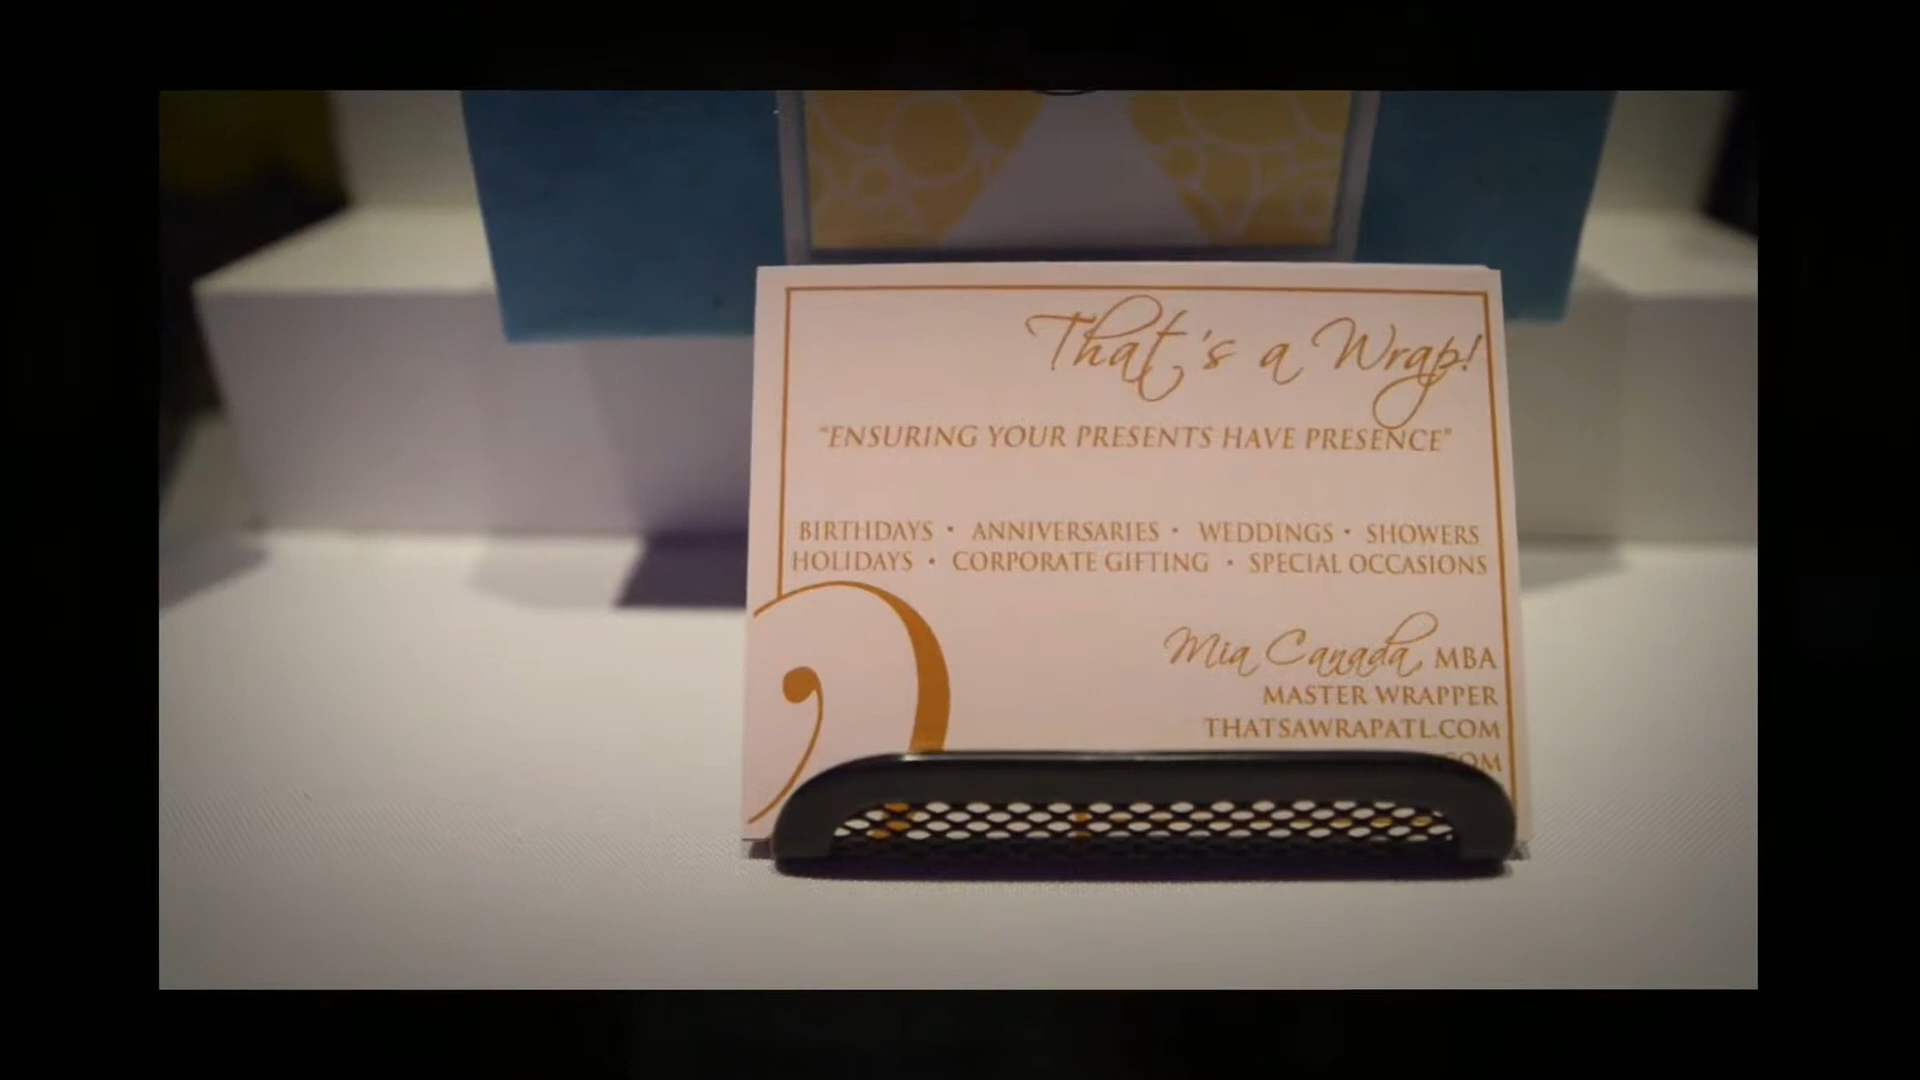 That's a Wrap!
"ENSURING YOUR PRESENTS HAVE PRESENCE"
BIRTHDAYS • ANNIVERSARIES • WEDDINGS • SHOWERS
HOLIDAYS • CORPORATE GIFTING • SPECIAL OCCASIONS
Mia Canada, MBA
MASTER WRAPPER
THATSAWRAPATL.COM